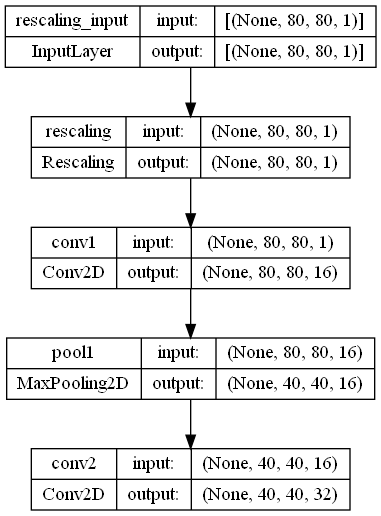 rescaling_input input: [(None, 80, 80, 1)]
InputLayer output: [(None, 80, 80, 1)]
rescaling input: (None, 80, 80, 1)
Rescaling output: (None, 80, 80, 1)
conv1 input: (None, 80, 80, 1)
Conv2D output: (None, 80, 80, 16)
pool1 input: (None, 80, 80, 16)
MaxPooling2D output: (None, 40, 40, 16)
conv2 input: (None, 40, 40, 16)
Conv2D output: (None, 40, 40, 32)